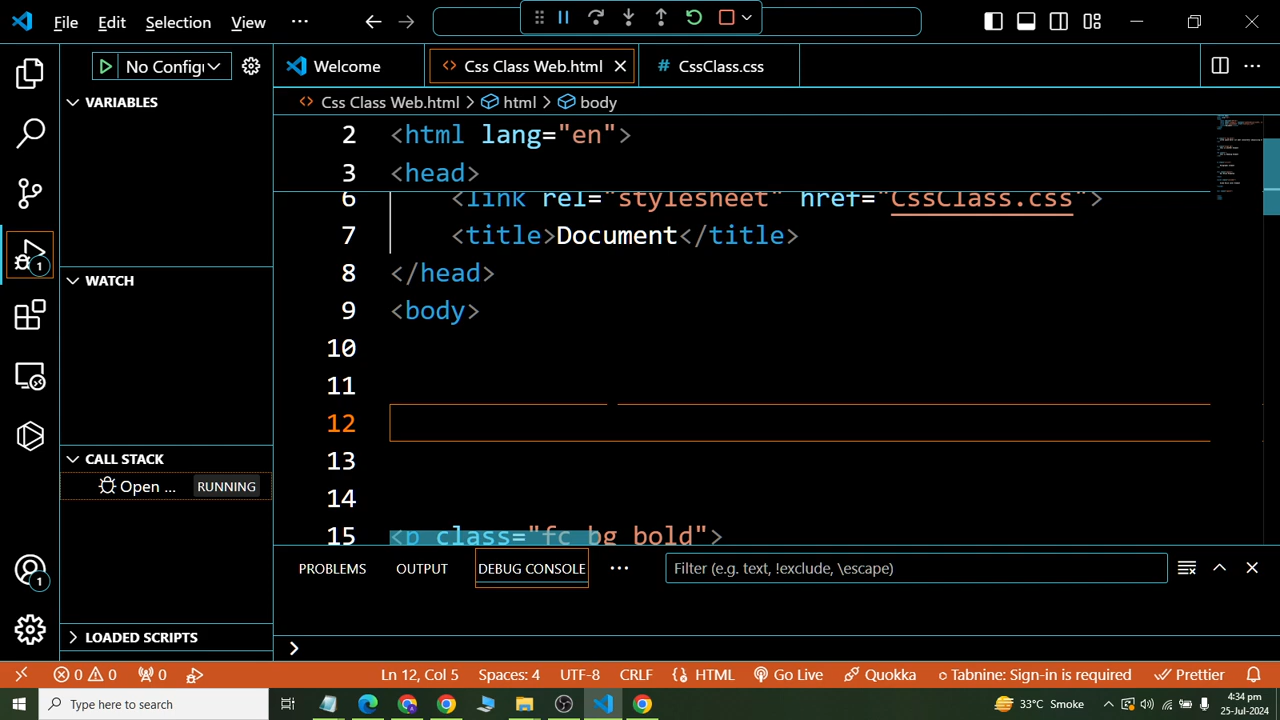 File Edit Selection View ···
No Config
Welcome
Css Class Web.html
# CssClass.css
VARIABLES
<> Css Class Web.html > html > body
2 <html lang="en">
3 <head>
6 <link rel="stylesheet" href="CssClass.css">
7 <title>Document</title>
8 </head>
9 <body>
10
11
12
13
14
15 <p class="fc bg bold">
WATCH
CALL STACK
Open ... RUNNING
1
LOADED SCRIPTS
1
PROBLEMS OUTPUT DEBUG CONSOLE ··· Filter (e.g. text, !exclude, \escape)
0 0 0 Ln 12, Col 5 Spaces: 4 UTF-8 CRLF {} HTML Go Live Quokka Tabnine: Sign-in is required Prettier
Type here to search
33°C Smoke
4:34 pm
25-Jul-2024